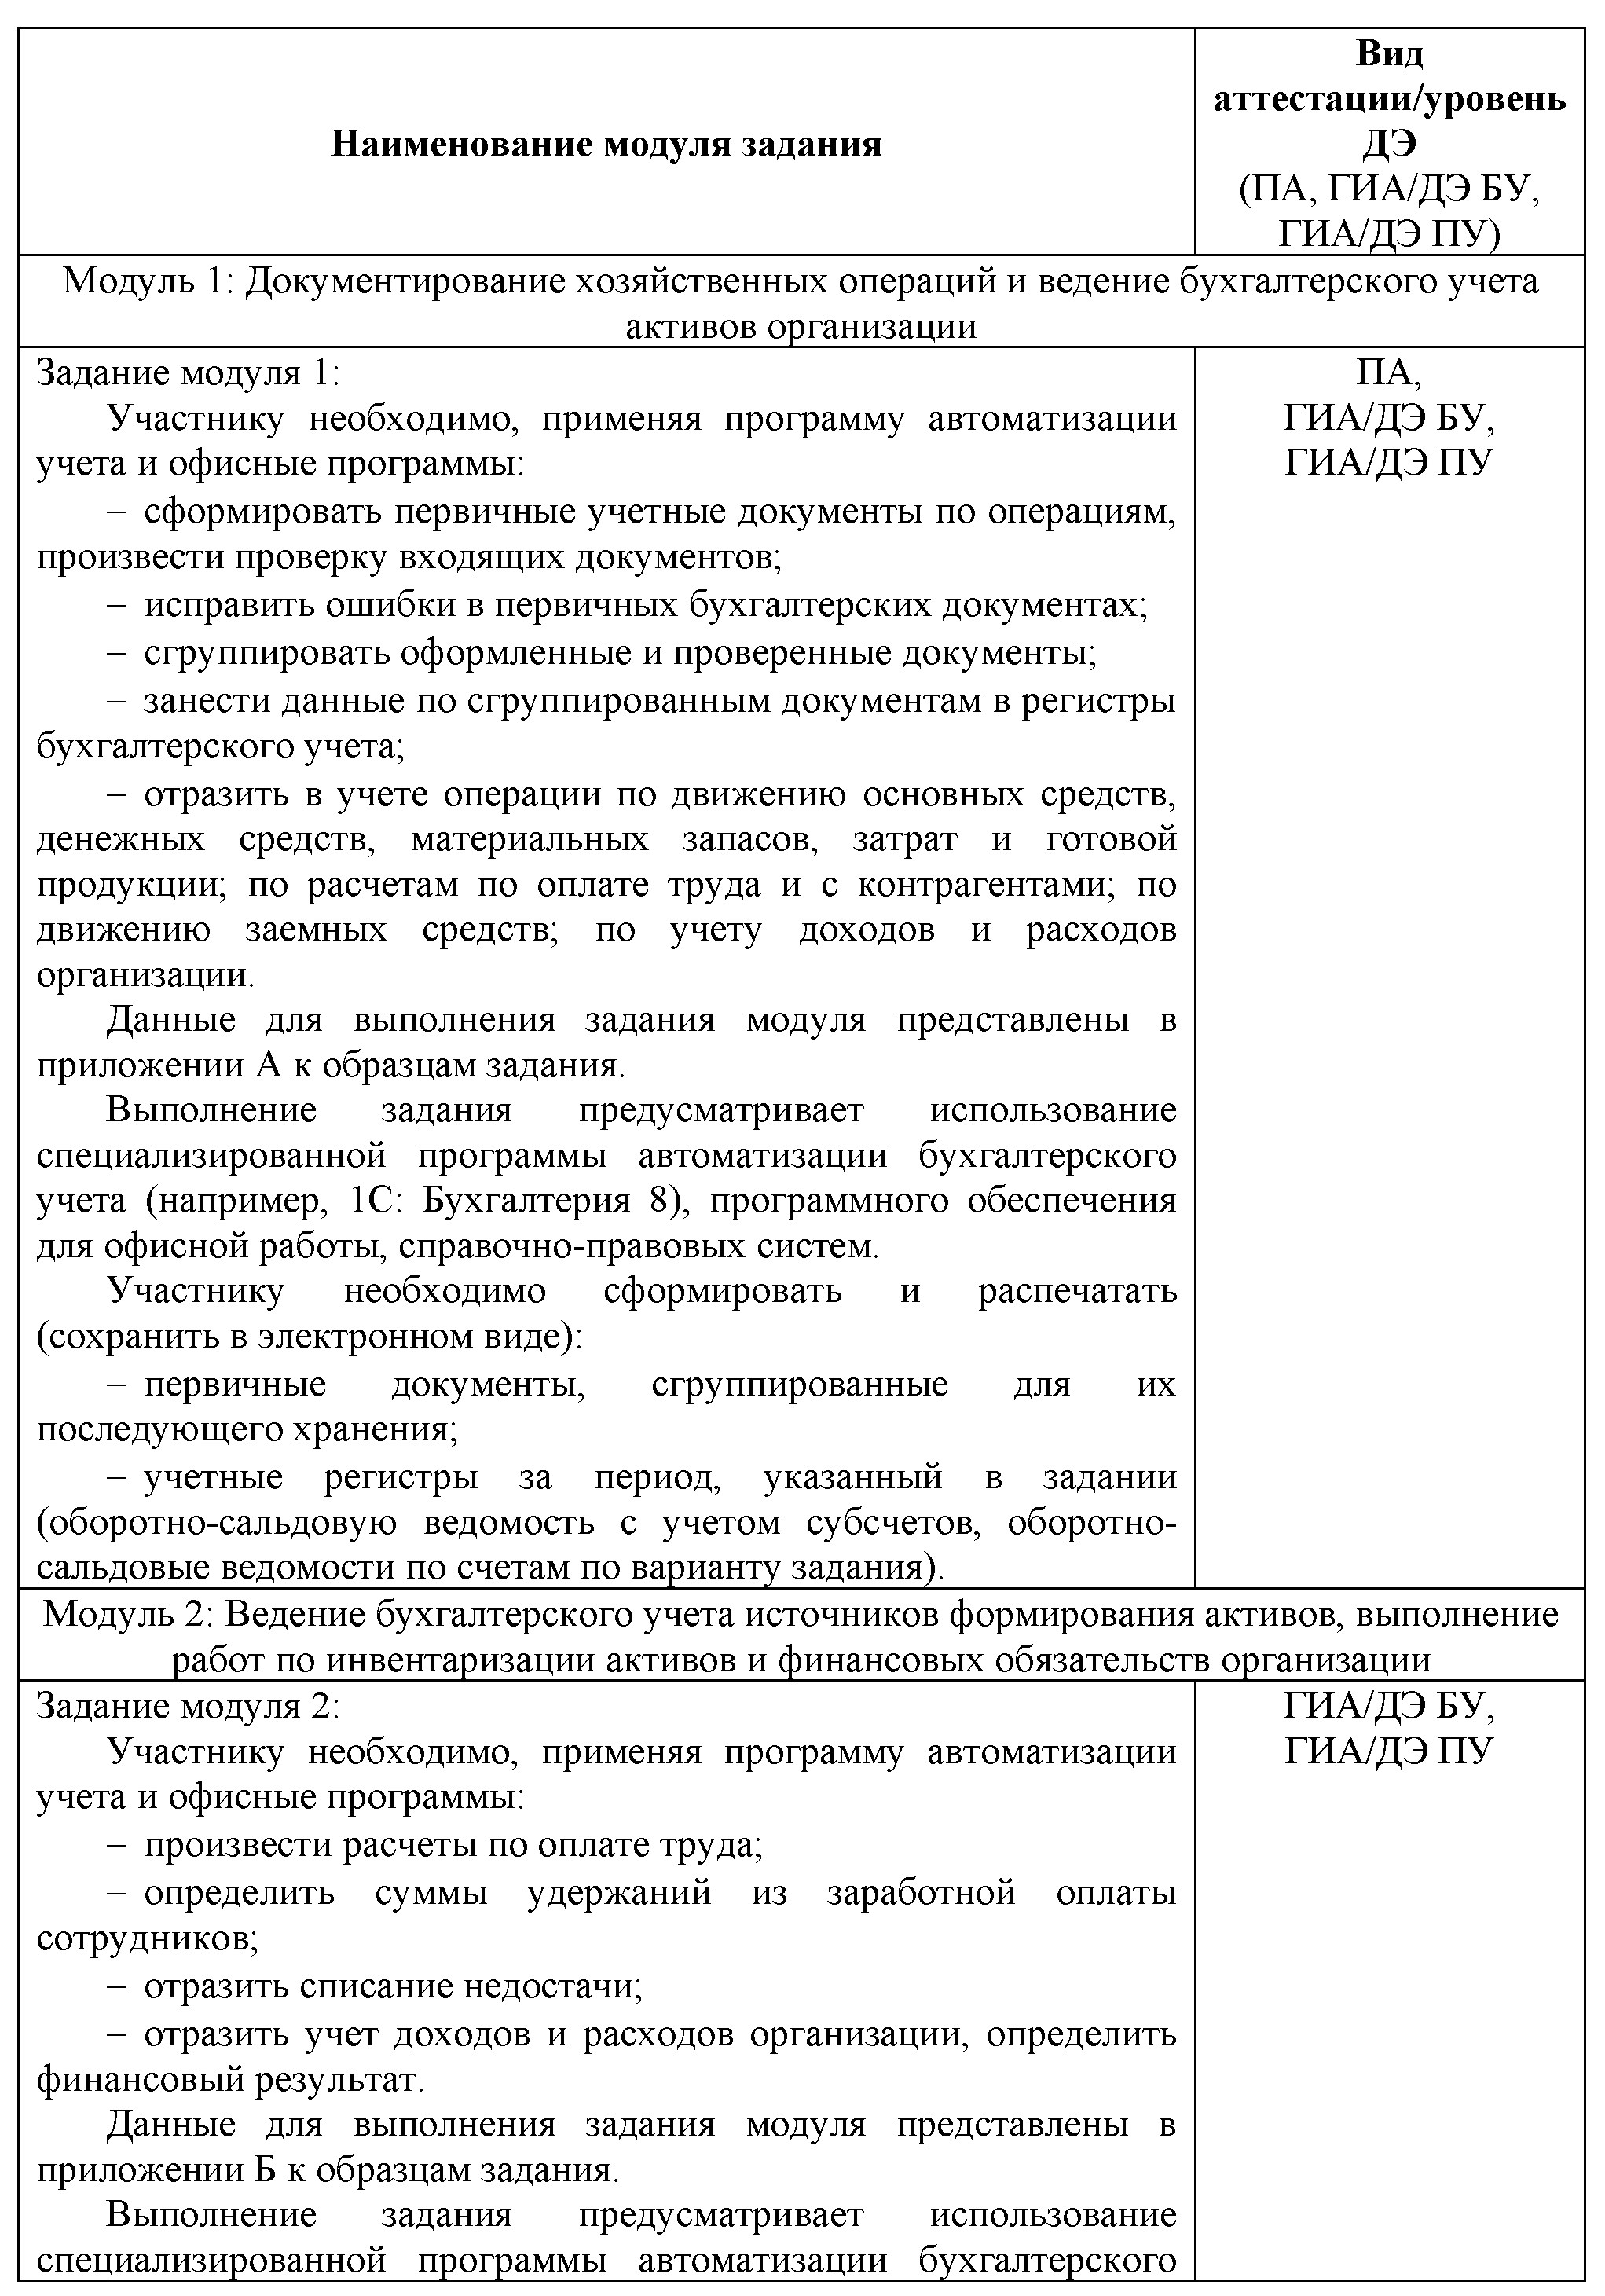 Наименование модуля задания
Вид
аттестации/уровень
ДЭ
(ПА, ГИА/ДЭ БУ,
ГИА/ДЭ ПУ)
Модуль 1: Документирование хозяйственных операций и ведение бухгалтерского учета
активов организации
Задание модуля 1:
Участнику необходимо, применяя программу автоматизации
учета и офисные программы:
– сформировать первичные учетные документы по операциям,
произвести проверку входящих документов;
– исправить ошибки в первичных бухгалтерских документах;
– сгруппировать оформленные и проверенные документы;
– занести данные по сгруппированным документам в регистры
бухгалтерского учета;
– отразить в учете операции по движению основных средств,
денежных средств, материальных запасов, затрат и готовой
продукции; по расчетам по оплате труда и с контрагентами; по
движению заемных средств; по учету доходов и расходов
организации.
Данные для выполнения задания модуля представлены в
приложении А к образцам задания.
Выполнение задания предусматривает использование
специализированной программы автоматизации бухгалтерского
учета (например, 1С: Бухгалтерия 8), программного обеспечения
для офисной работы, справочно-правовых систем.
Участнику необходимо сформировать и распечатать
(сохранить в электронном виде):
– первичные документы, сгруппированные для их
последующего хранения;
– учетные регистры за период, указанный в задании
(оборотно-сальдовую ведомость с учетом субсчетов, оборотно-
сальдовые ведомости по счетам по варианту задания).
ПА,
ГИА/ДЭ БУ,
ГИА/ДЭ ПУ
Модуль 2: Ведение бухгалтерского учета источников формирования активов, выполнение
работ по инвентаризации активов и финансовых обязательств организации
Задание модуля 2:
Участнику необходимо, применяя программу автоматизации
учета и офисные программы:
– произвести расчеты по оплате труда;
– определить суммы удержаний из заработной оплаты
сотрудников;
– отразить списание недостачи;
– отразить учет доходов и расходов организации, определить
финансовый результат.
Данные для выполнения задания модуля представлены в
приложении Б к образцам задания.
Выполнение задания предусматривает использование
специализированной программы автоматизации бухгалтерского
ГИА/ДЭ БУ,
ГИА/ДЭ ПУ